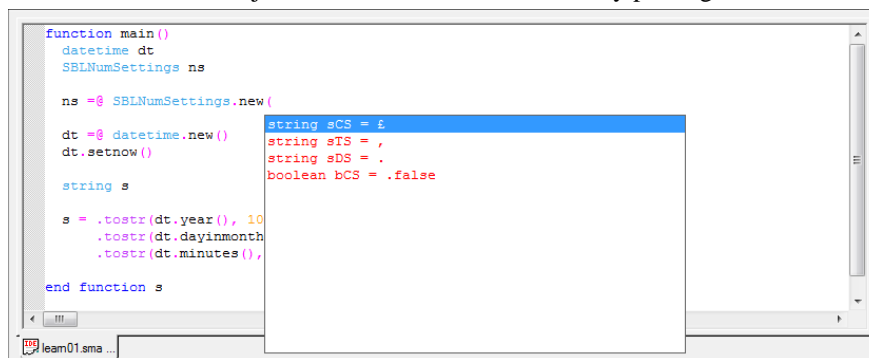 function main()
datetime dt
SBLNumSettings ns
ns =@ SBLNumSettings.new(
string sCS = £
string sTS = ,
string sDS = .
boolean bCS = .false
dt =@ datetime.new()
dt.setnow()
string s
s = .tostr(dt.year(), 10
.tostr(dt.dayinmonth
.tostr(dt.minutes(),
end function s
IDE learn01.sma ...